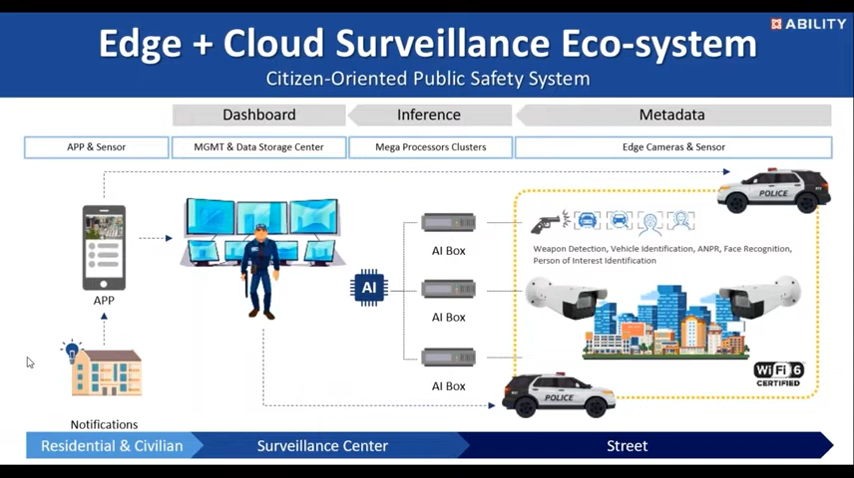 ABILITY
Edge + Cloud Surveillance Eco-system
Citizen-Oriented Public Safety System
Dashboard
Inference
Metadata
APP & Sensor
MGMT & Data Storage Center
Mega Processors Clusters
Edge Cameras & Sensor
POLICE
Weapon Detection, Vehicle Identification, ANPR, Face Recognition,
Person of Interest Identification
AI Box
AI
APP
AI Box
AI Box
Wi Fi 6
CERTIFIED
POLICE
Notifications
Residential & Civilian
Surveillance Center
Street